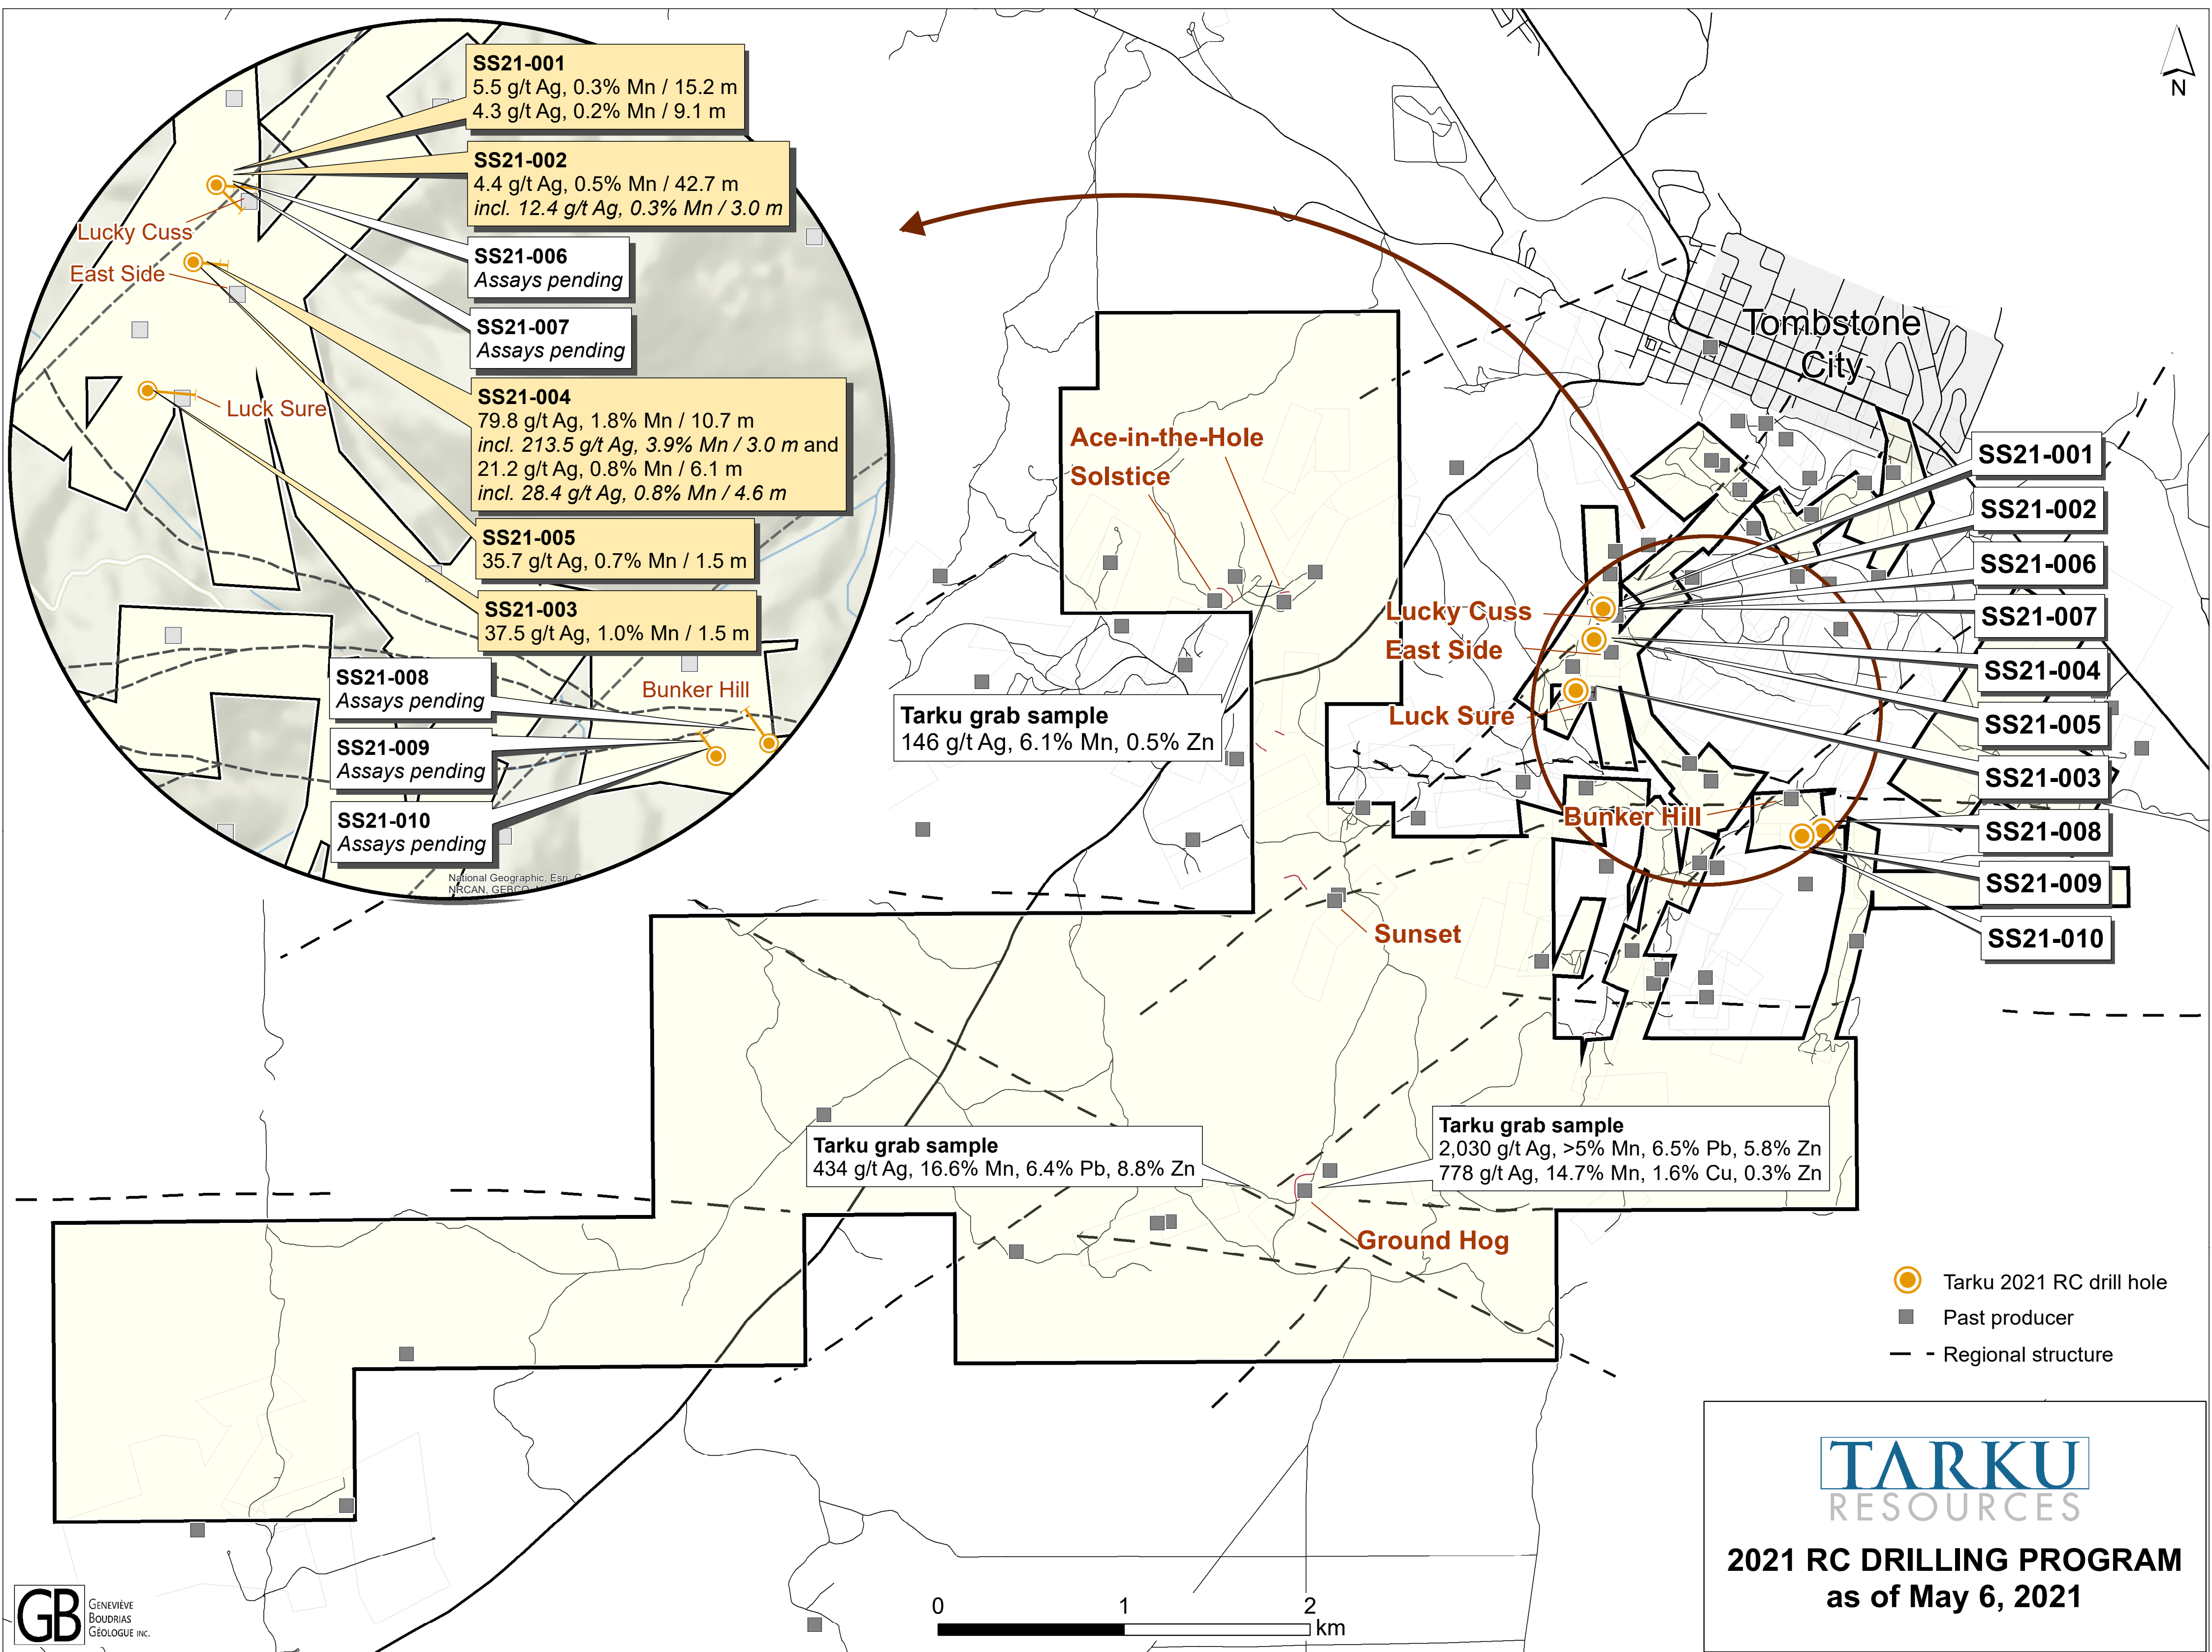 SS21-001
5.5 g/t Ag, 0.3% Mn / 15.2 m
4.3 g/t Ag, 0.2% Mn / 9.1 m
SS21-002
4.4 g/t Ag, 0.5% Mn / 42.7 m
incl. 12.4 g/t Ag, 0.3% Mn / 3.0 m
SS21-006
Assays pending
SS21-007
Assays pending
SS21-004
79.8 g/t Ag, 1.8% Mn / 10.7 m
incl. 213.5 g/t Ag, 3.9% Mn / 3.0 m and
21.2 g/t Ag, 0.8% Mn / 6.1 m
incl. 28.4 g/t Ag, 0.8% Mn / 4.6 m
SS21-005
35.7 g/t Ag, 0.7% Mn / 1.5 m
SS21-003
37.5 g/t Ag, 1.0% Mn / 1.5 m
SS21-008
Assays pending
SS21-009
Assays pending
SS21-010
Assays pending
Lucky Cuss
East Side
Luck Sure
Bunker Hill
National Geographic, Esri,
NRCAN, GEBCO,
N
Tombstone
City
Ace-in-the-Hole
Solstice
Lucky Cuss
East Side
Luck Sure
Bunker Hill
Sunset
Ground Hog
SS21-001
SS21-002
SS21-006
SS21-007
SS21-004
SS21-005
SS21-003
SS21-008
SS21-009
SS21-010
Tarku grab sample
146 g/t Ag, 6.1% Mn, 0.5% Zn
Tarku grab sample
434 g/t Ag, 16.6% Mn, 6.4% Pb, 8.8% Zn
Tarku grab sample
2,030 g/t Ag, >5% Mn, 6.5% Pb, 5.8% Zn
778 g/t Ag, 14.7% Mn, 1.6% Cu, 0.3% Zn
Tarku 2021 RC drill hole
Past producer
Regional structure
TARKU
RESOURCES
2021 RC DRILLING PROGRAM
as of May 6, 2021
0 1 2
km
GB
GENEVIÈVE
BOUDRIAS
GÉOLOGUE INC.